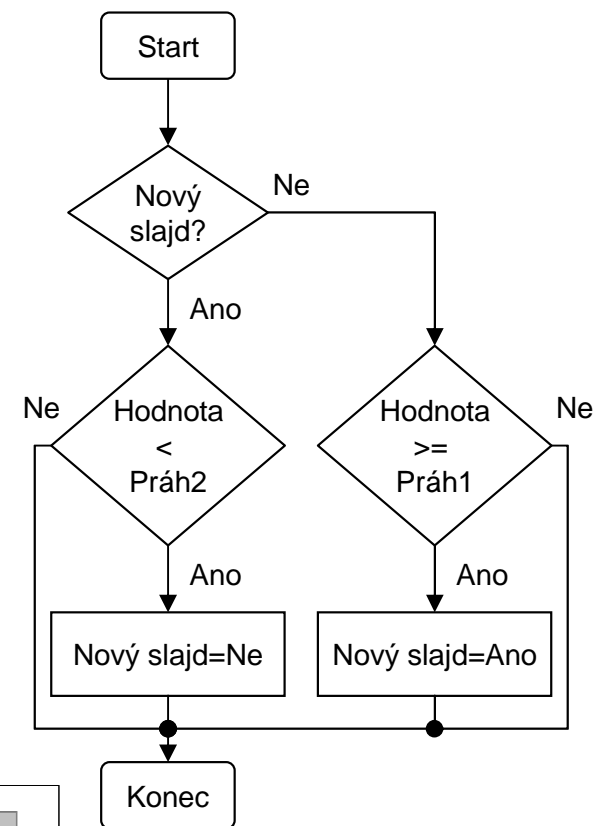 Start
Nový
slajd?
Ne
Ano
Ne
Hodnota
<
Práh2
Hodnota
>=
Práh1
Ne
Ano
Ano
Nový slajd=Ne
Nový slajd=Ano
Konec